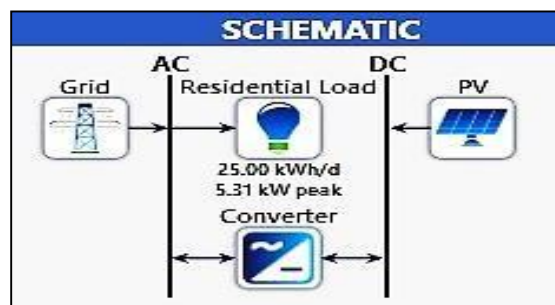 SCHEMATIC
AC DC
Grid Residential Load PV
25.00 kWh/d
5.31 kW peak
Converter